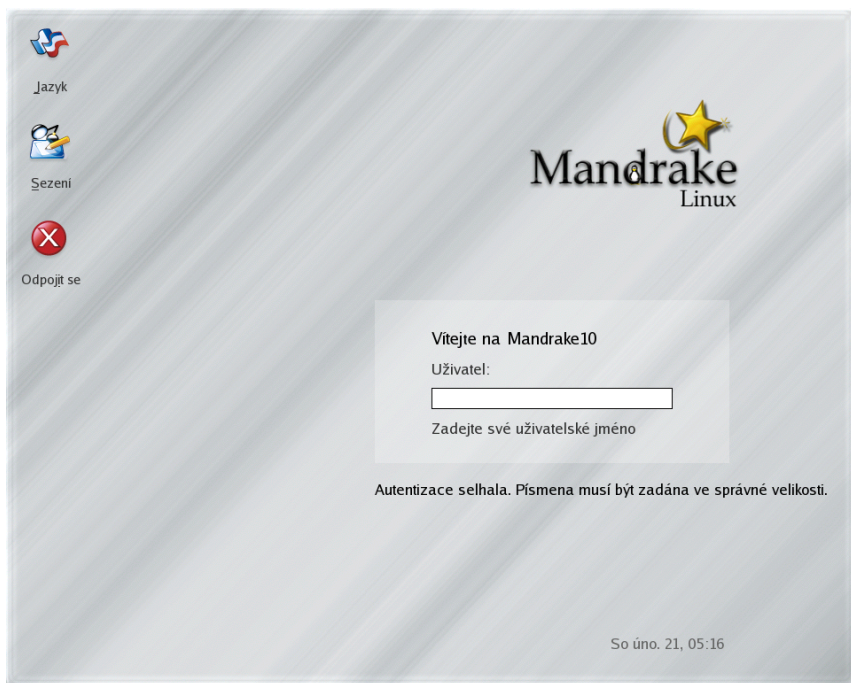 Jazyk
Sezení
Odpojit se
Mandrake
Linux
Vítejte na Mandrake10
Uživatel:
Zadejte své uživatelské jméno
Autentizace selhala. Písmena musí být zadána ve správné velikosti.
So úno. 21, 05:16